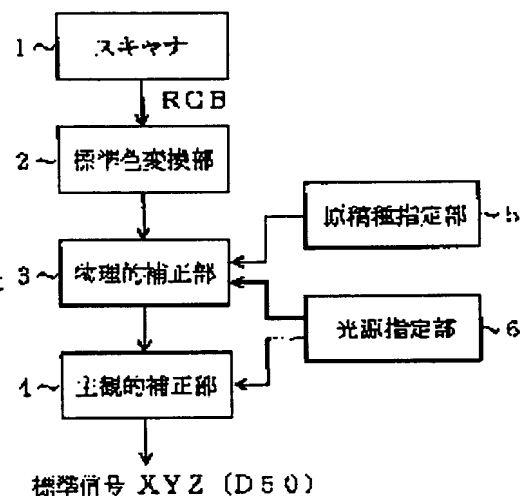 1 スキャナ
RGB
2 標準色変換部
原稿種指定部 5
3 物理的補正部
光源指定部 6
4 主観的補正部
標準信号 XYZ (D50)